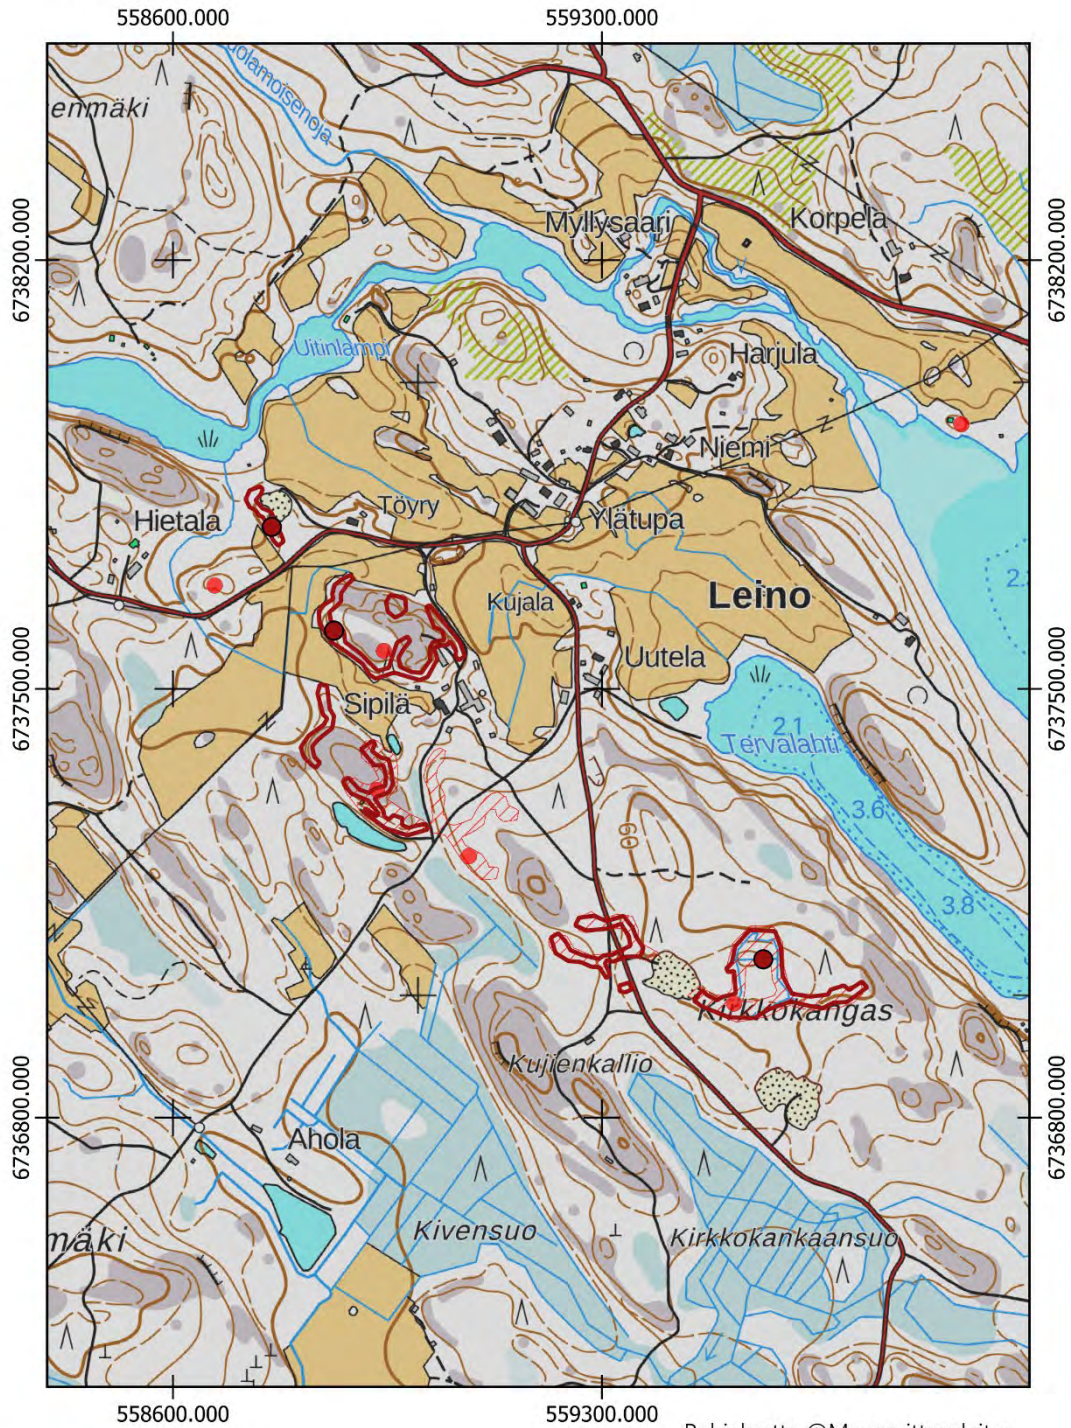 558600.000 559300.000
enmäki
uolamoisenoja
Myllysaari
Korpela
6738200.000
6738200.000
Uitinlampi
Harjula
Niemi
Töyry
Hietala
Ylätupa
Kujala
Leino
2.
Uutela
Sipilä
6737500.000
6737500.000
2.1
Tervalahti
3.6
60
3.8
Kirkkokangas
Kujienkallio
6736800.000
6736800.000
Ahola
Kivensuo
Kirkkokankaansuo
mäki
558600.000 559300.000